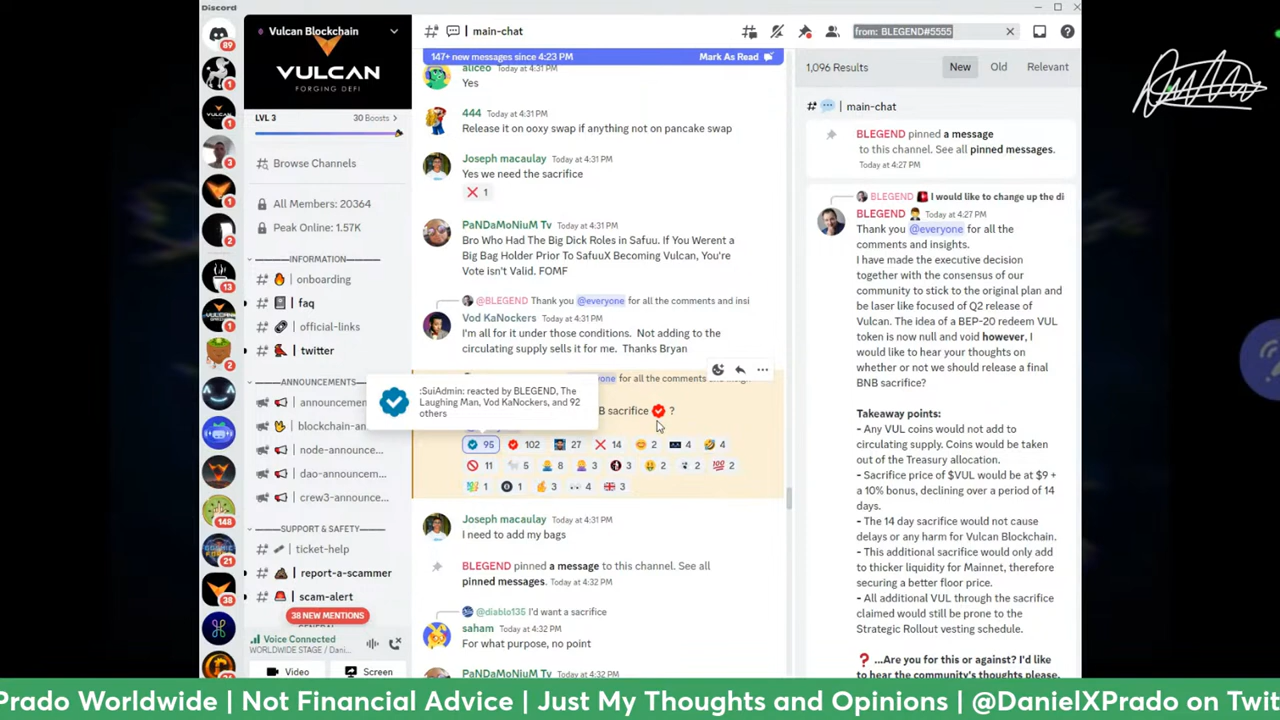 Discord
Vulcan Blockchain
VULCAN
FORGING DEFI
LVL 3
30 Boosts >
Browse Channels
All Members: 20364
Peak Online: 1.57K
INFORMATION
onboarding
faq
official-links
twitter
ANNOUNCEMENTS
announcemen...
blockchain-an...
node-announce...
dao-announcem...
crew3-announce...
SUPPORT & SAFETY
ticket-help
report-a-scammer
scam-alert
38 NEW MENTIONS
Voice Connected
WORLDWIDE STAGE / Dani...
Video
Screen
89
1
1
3
1
2
13
1
2
148
21
38
main-chat
147+ new messages since 4:23 PM
Mark As Read
aliceo Today at 4:31 PM
Yes
444 Today at 4:31 PM
Release it on ooxy swap if anything not on pancake swap
Joseph macaulay Today at 4:31 PM
Yes we need the sacrifice
1
PaNDaMoNiuM Tv Today at 4:31 PM
Bro Who Had The Big Dick Roles in Safuu. If You Werent a
Big Bag Holder Prior To SafuuX Becoming Vulcan, You're
Vote isn't Valid. FOMF
@BLEGEND Thank you @everyone for all the comments and insi
Vod KaNockers Today at 4:31 PM
I'm all for it under those conditions. Not adding to the
circulating supply sells it for me. Thanks Bryan
everyone for all the comments and insig
:SuiAdmin: reacted by BLEGEND, The
Laughing Man, Vod KaNockers, and 92
others
B sacrifice ?
95 102 27 14 2 4 4
11 5 8 3 3 2 2 100 2
1 1 3 4 3
Joseph macaulay Today at 4:31 PM
I need to add my bags
BLEGEND pinned a message to this channel. See all
pinned messages. Today at 4:32 PM
@diablo135 I'd want a sacrifice
saham Today at 4:32 PM
For what purpose, no point
PaNDaMoNiuM Tv Today at 4:32 PM
from: BLEGEND#5555
1,096 Results
New
Old
Relevant
main-chat
BLEGEND pinned a message
to this channel. See all pinned messages.
Today at 4:27 PM
BLEGEND I would like to change up the di
BLEGEND Today at 4:27 PM
Thank you @everyone for all the
comments and insights.
I have made the executive decision
together with the consensus of our
community to stick to the original plan and
be laser like focused of Q2 release of
Vulcan. The idea of a BEP-20 redeem VUL
token is now null and void however, I
would like to hear your thoughts on
whether or not we should release a final
BNB sacrifice?
Takeaway points:
- Any VUL coins would not add to
circulating supply. Coins would be taken
out of the Treasury allocation.
- Sacrifice price of $VUL would be at $9 +
a 10% bonus, declining over a period of 14
days.
- The 14 day sacrifice would not cause
delays or any harm for Vulcan Blockchain.
- This additional sacrifice would only add
to thicker liquidity for Mainnet, therefore
securing a better floor price.
- All additional VUL through the sacrifice
claimed would still be prone to the
Strategic Rollout vesting schedule.
❓ ...Are you for this or against? I'd like
to hear the community's thoughts please.
Prado Worldwide | Not Financial Advice | Just My Thoughts and Opinions | @DanielXPrado on Twit